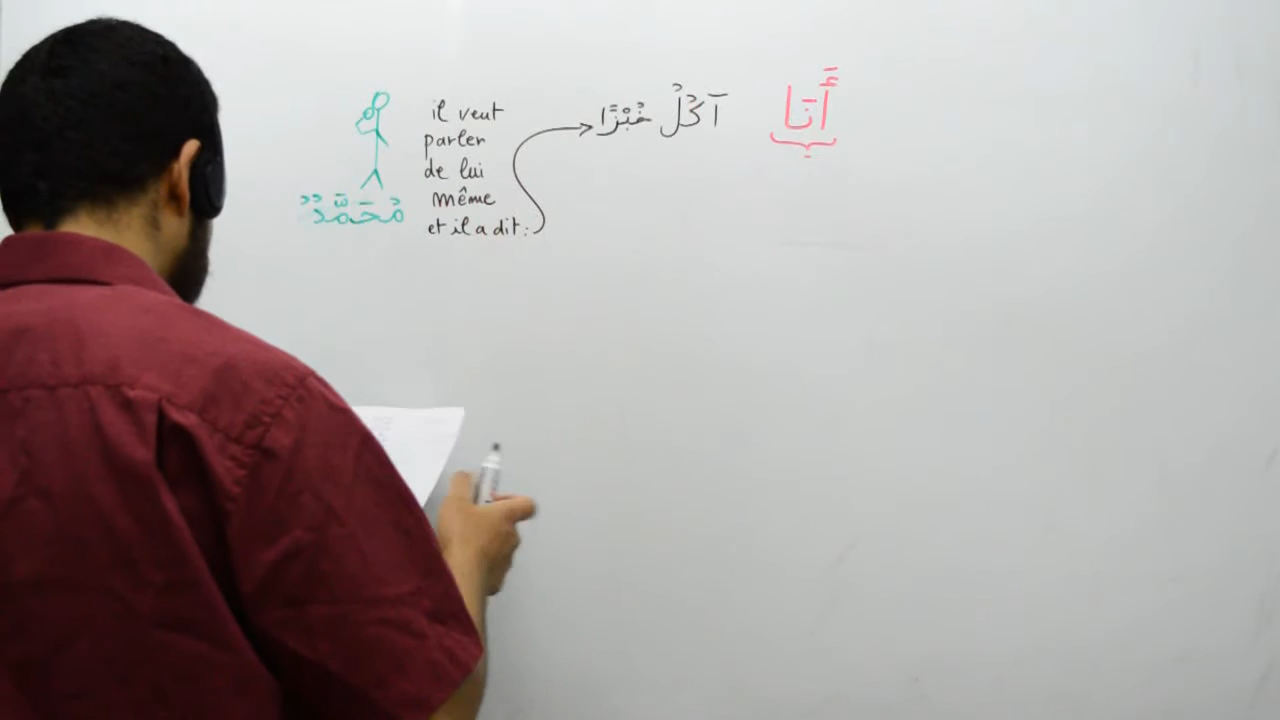 أَنَا آكُلُ خُبْزًا
il veut
parler
de lui
même
et il a dit :
مُحَمَّدٌ